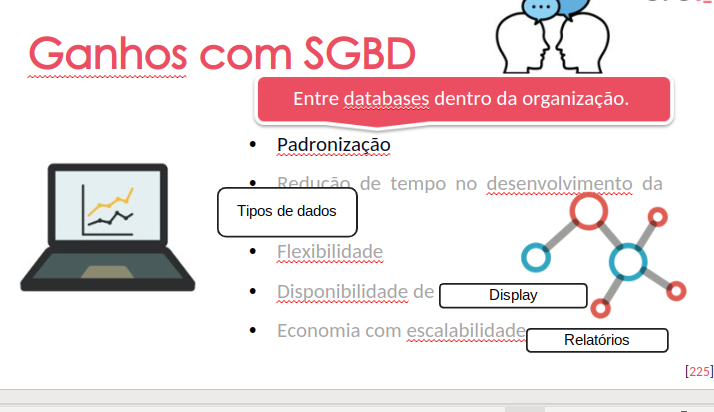 Ganhos com SGBD
Entre databases dentro da organização.
Padronização
Redução de tempo no desenvolvimento da
Tipos de dados
Flexibilidade
Disponibilidade de
Display
Economia com escalabilidade
Relatórios
[225]